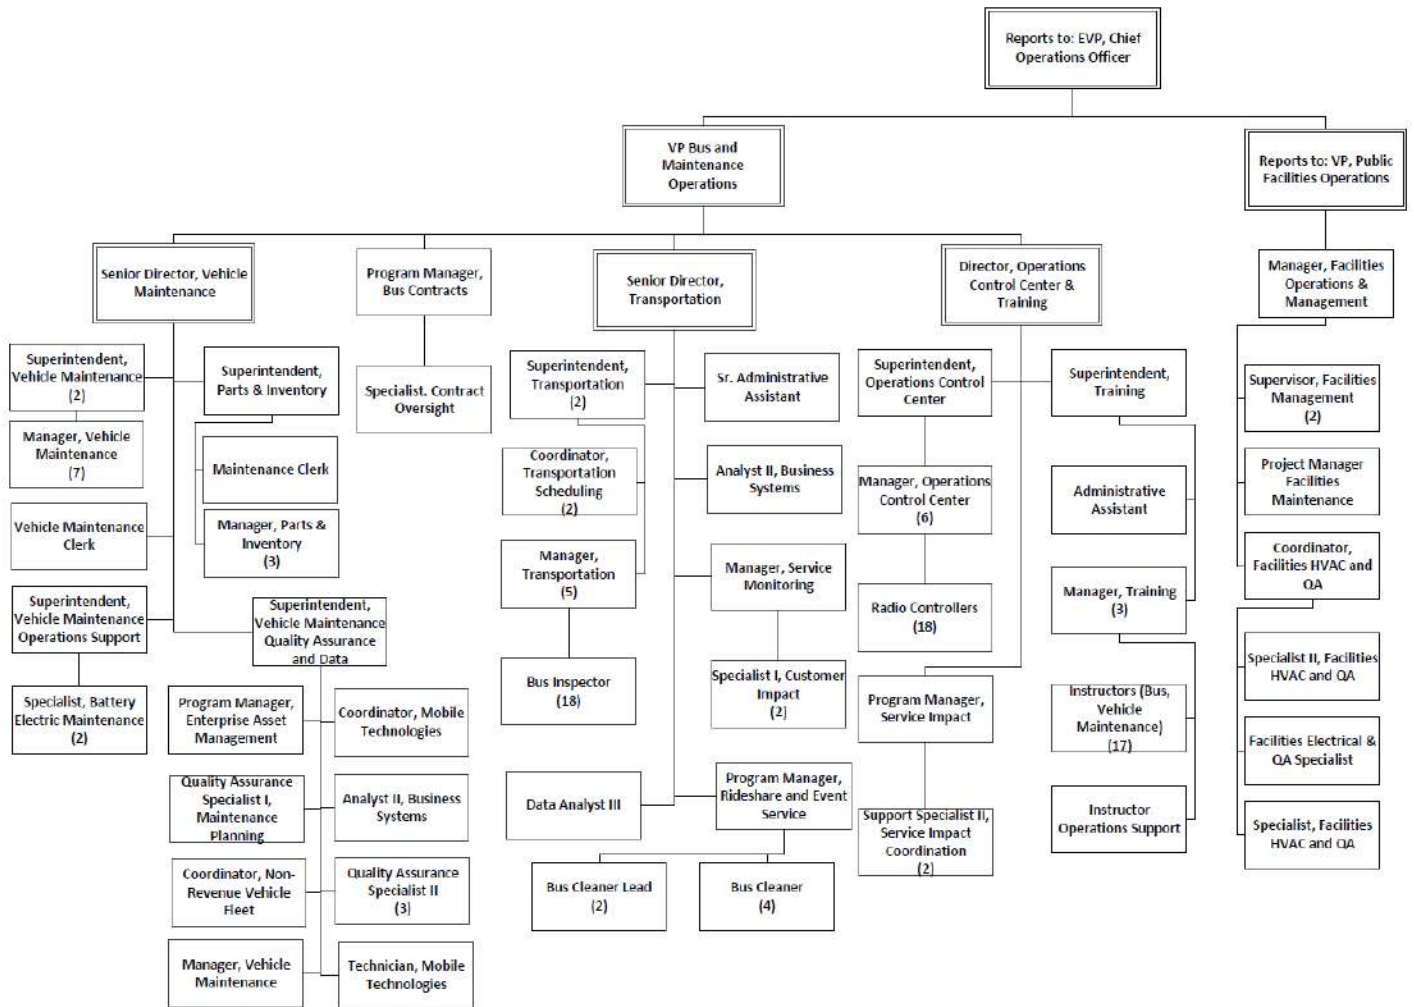 Reports to: EVP, Chief
Operations Officer
VP Bus and
Maintenance
Operations
Reports to: VP, Public
Facilities Operations
Senior Director, Vehicle
Maintenance
Program Manager,
Bus Contracts
Senior Director,
Transportation
Director, Operations
Control Center &
Training
Manager, Facilities
Operations &
Management
Superintendent,
Vehicle Maintenance
(2)
Superintendent,
Parts & Inventory
Specialist. Contract
Oversight
Superintendent,
Transportation
(2)
Sr. Administrative
Assistant
Superintendent,
Operations Control
Center
Superintendent,
Training
Supervisor, Facilities
Management
(2)
Manager, Vehicle
Maintenance
(7)
Maintenance Clerk
Coordinator,
Transportation
Scheduling
(2)
Analyst II, Business
Systems
Manager, Operations
Control Center
(6)
Administrative
Assistant
Project Manager
Facilities
Maintenance
Vehicle Maintenance
Clerk
Manager, Parts &
Inventory
(3)
Manager,
Transportation
(5)
Manager, Service
Monitoring
Radio Controllers
(18)
Manager, Training
(3)
Coordinator,
Facilities HVAC and
QA
Superintendent,
Vehicle Maintenance
Operations Support
Superintendent,
Vehicle Maintenance
Quality Assurance
and Data
Bus Inspector
(18)
Specialist I, Customer
Impact
(2)
Program Manager,
Service Impact
Instructors (Bus,
Vehicle
Maintenance)
(17)
Specialist II, Facilities
HVAC and QA
Specialist, Battery
Electric Maintenance
(2)
Program Manager,
Enterprise Asset
Management
Coordinator, Mobile
Technologies
Facilities Electrical &
QA Specialist
Quality Assurance
Specialist I,
Maintenance
Planning
Analyst II, Business
Systems
Data Analyst III
Program Manager,
Rideshare and Event
Service
Support Specialist II,
Service Impact
Coordination
(2)
Instructor
Operations Support
Specialist, Facilities
HVAC and QA
Coordinator, Non-
Revenue Vehicle
Fleet
Quality Assurance
Specialist II
(3)
Bus Cleaner Lead
(2)
Bus Cleaner
(4)
Manager, Vehicle
Maintenance
Technician, Mobile
Technologies